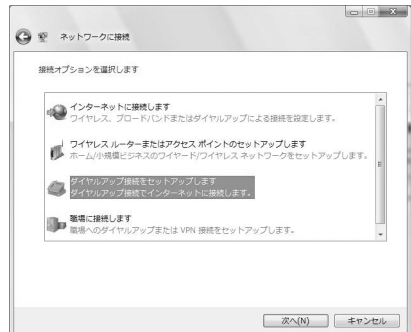 ネットワークに接続
接続オプションを選択します
インターネットに接続します
ワイヤレス、ブロードバンドまたはダイヤルアップによる接続を設定します。
ワイヤレス ルーターまたはアクセス ポイントのセットアップします
ホーム/小規模ビジネスのワイヤード/ワイヤレス ネットワークをセットアップします。
ダイヤルアップ接続をセットアップします
ダイヤルアップ接続でインターネットに接続します。
職場に接続します
職場へのダイヤルアップまたは VPN 接続をセットアップします。
次へ(N)
キャンセル